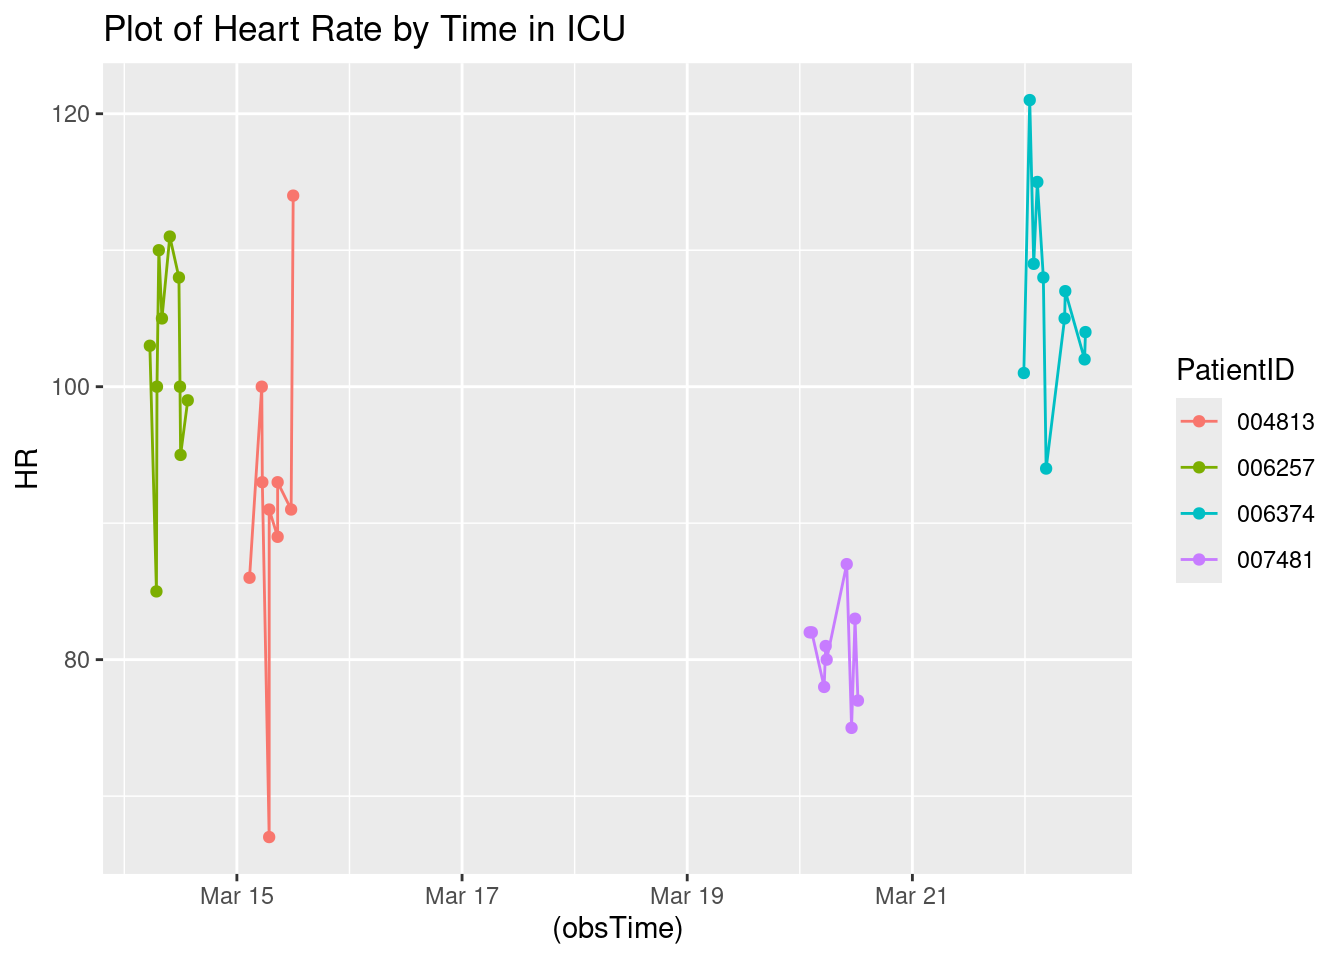 Plot of Heart Rate by Time in ICU
120
100
80
HR
Mar 15
Mar 17
Mar 19
Mar 21
(obsTime)
PatientID
004813
006257
006374
007481